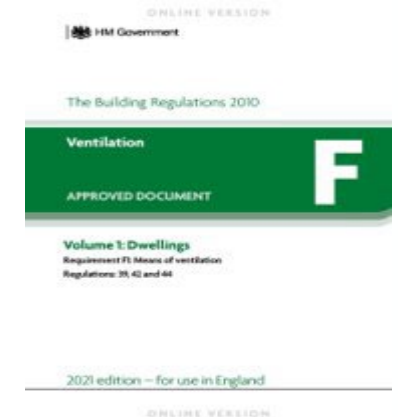 ONLINE VERSION
HM Government
The Building Regulations 2010
Ventilation
F
APPROVED DOCUMENT
Volume 1: Dwellings
Requirement F1: Means of ventilation
Regulations: 39, 42 and 44
2021 edition – for use in England
ONLINE VERSION